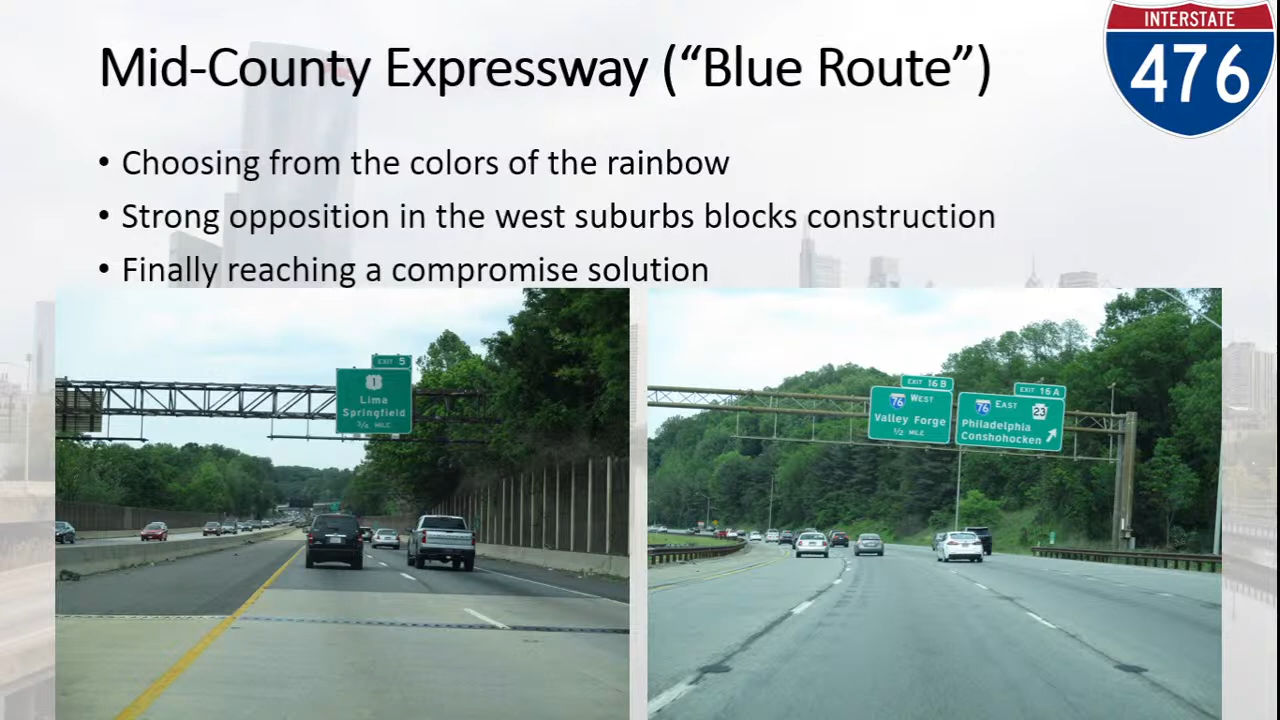 INTERSTATE
476
Mid-County Expressway (“Blue Route”)
• Choosing from the colors of the rainbow
• Strong opposition in the west suburbs blocks construction
• Finally reaching a compromise solution
EXIT 5
1
Lima
Springfield
3/4 MILE
EXIT 16B
76 WEST
Valley Forge
1/2 MILE
EXIT 16A
76 EAST 23
Philadelphia
Conshohocken